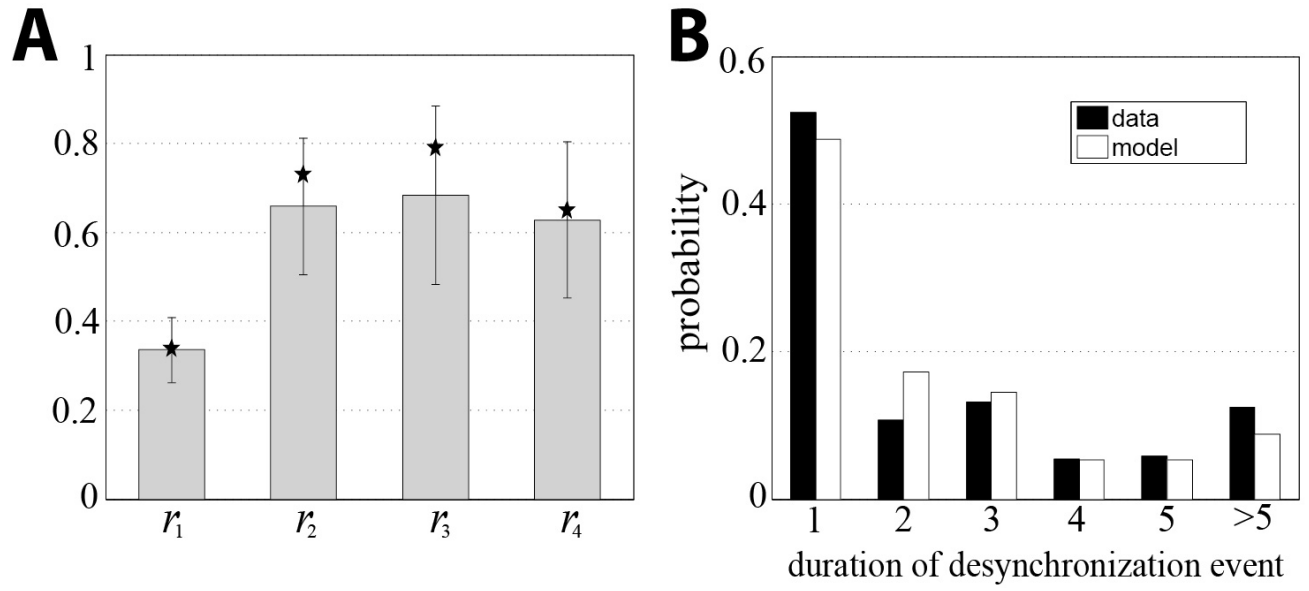 A
1
0.8
0.6
0.4
0.2
0
r1 r2 r3 r4
B
0.6
0.4
0.2
0
probability
data
model
1 2 3 4 5 >5
duration of desynchronization event